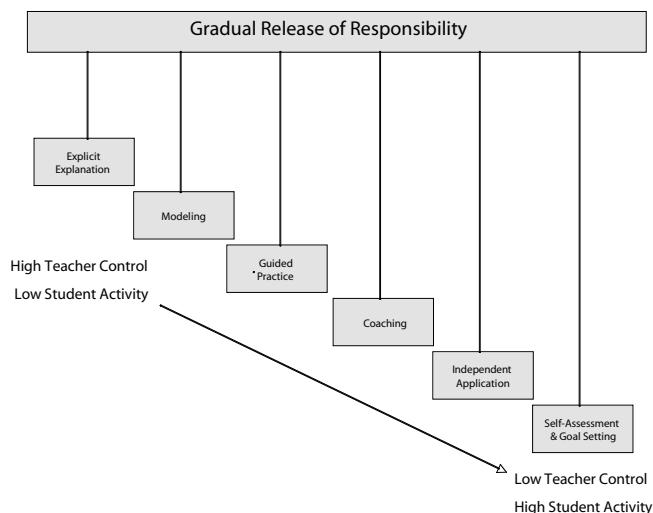 Gradual Release of Responsibility
Explicit
Explanation
Modeling
Guided
Practice
Coaching
Independent
Application
Self-Assessment
& Goal Setting
High Teacher Control
Low Student Activity
Low Teacher Control
High Student Activity